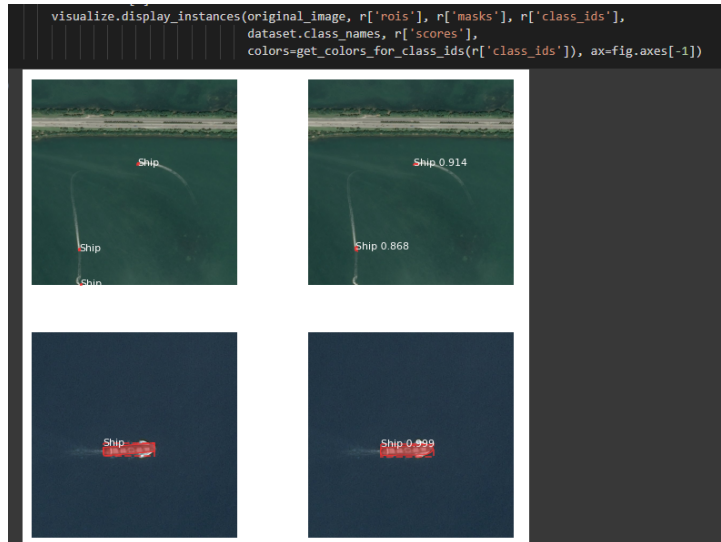 visualize.display_instances(original_image, r['rois'], r['masks'], r['class_ids'],
dataset.class_names, r['scores'],
colors=get_colors_for_class_ids(r['class_ids']), ax=fig.axes[-1])
Ship
Ship 0.914
Ship
Ship 0.868
Ship
Ship
Ship 0.999